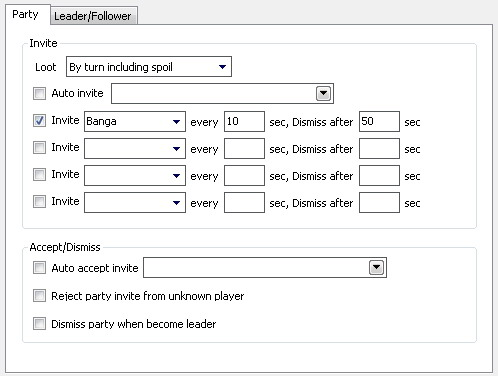 Party Leader/Follower
Invite
Loot By turn including spoil
Auto invite
Invite Banga every 10 sec, Dismiss after 50 sec
Invite every sec, Dismiss after sec
Invite every sec, Dismiss after sec
Invite every sec, Dismiss after sec
Accept/Dismiss
Auto accept invite
Reject party invite from unknown player
Dismiss party when become leader